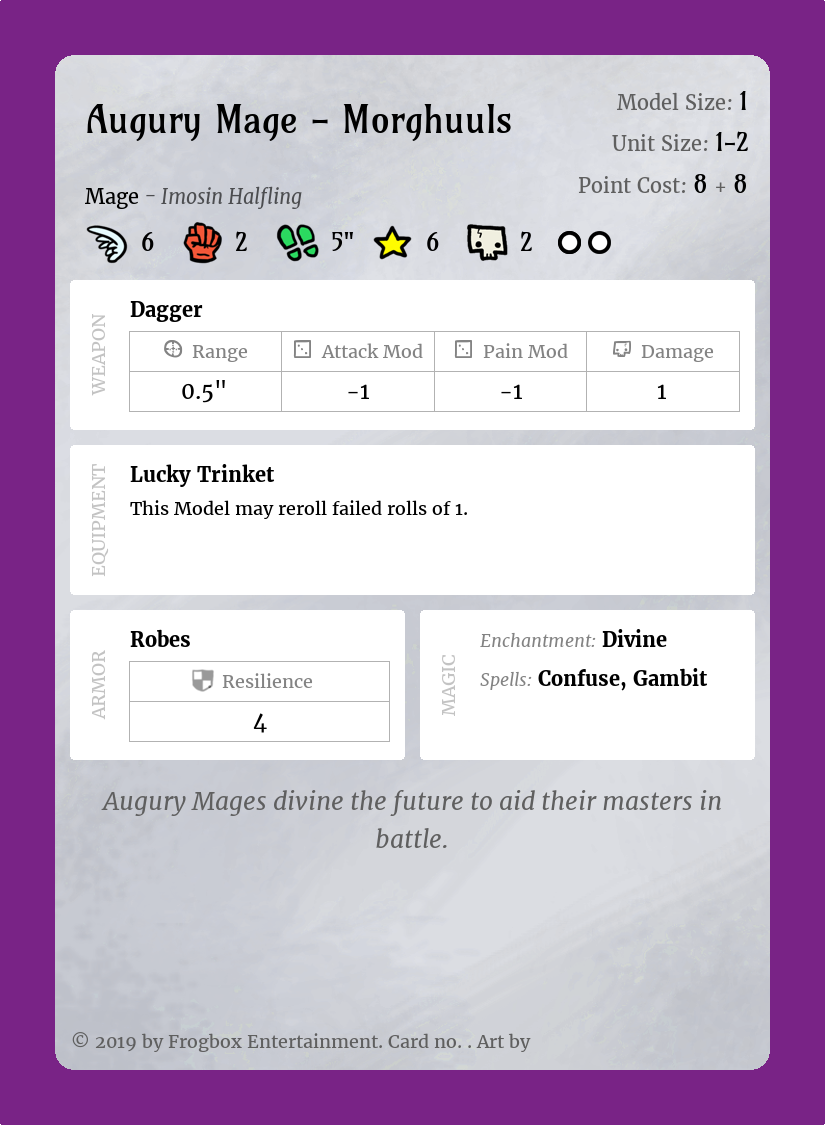 Augury Mage – Morghuuls
Model Size: 1
Unit Size: 1–2
Point Cost: 8 + 8
Mage – Imosin Halfling
6 2 5" 6 2
WEAPON
Dagger
Range Attack Mod Pain Mod Damage
0.5" -1 -1 1
EQUIPMENT
Lucky Trinket
This Model may reroll failed rolls of 1.
ARMOR
Robes
Resilience
4
MAGIC
Enchantment: Divine
Spells: Confuse, Gambit
Augury Mages divine the future to aid their masters in
battle.
© 2019 by Frogbox Entertainment. Card no. . Art by